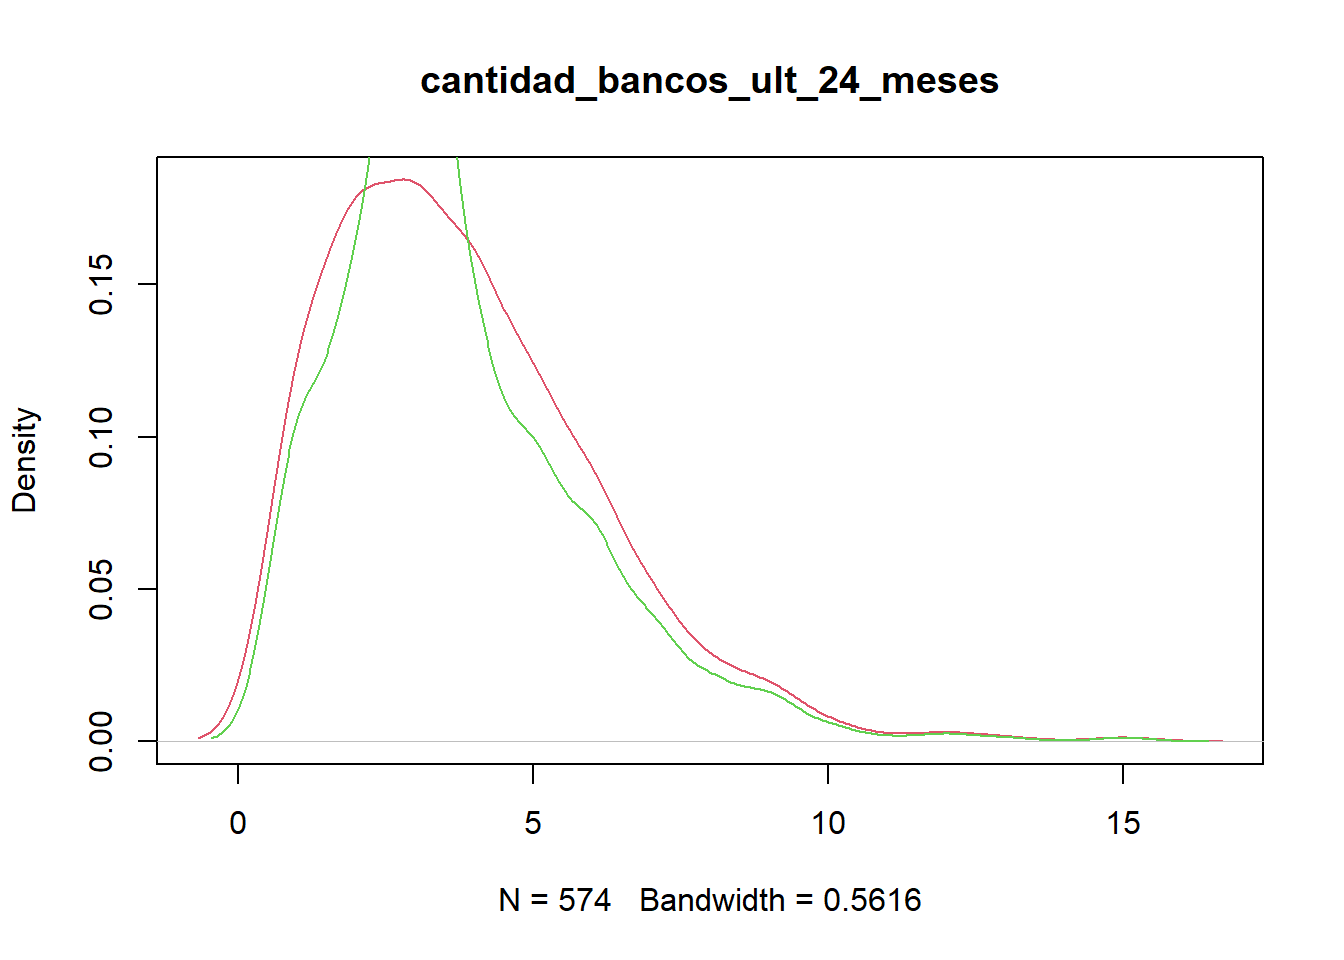 cantidad_bancos_ult_24_meses
Density
0.15
0.10
0.05
0.00
0 5 10 15
N = 574 Bandwidth = 0.5616